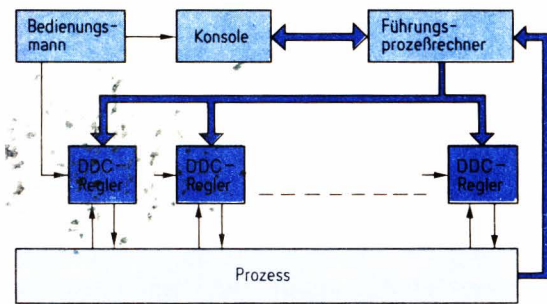 Bedienungs-
mann
Konsole
Führungs-
prozeßrechner
DDC-
Regler
DDC-
Regler
DDC-
Regler
Prozess